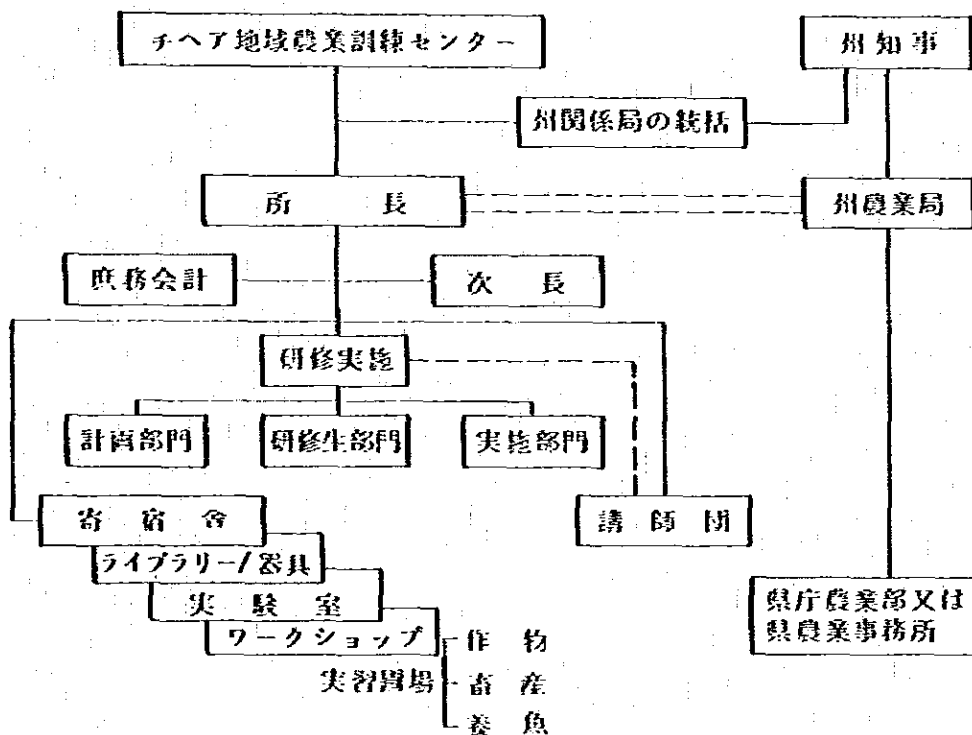 チヘア地域農業訓練センター
州知事
州関係局の統括
所 長
州農業局
庶務会計
次 長
研修実施
計画部門
研修生部門
実施部門
寄 宿 舎
講 師 団
ライブラリー/器具
実 験 室
県庁農業部又は
県農業事務所
ワークショップ
作 物
実習圃場
畜 産
養 魚